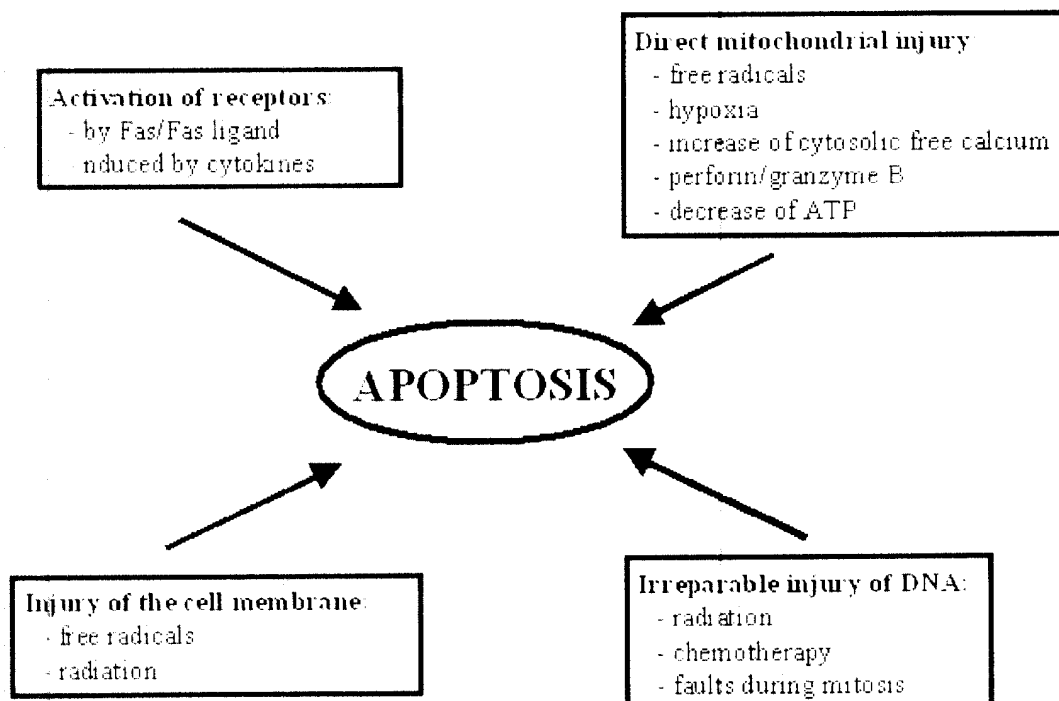 Activation of receptors:
- by Fas/Fas ligand
- nduced by cytokines
Direct mitochondrial injury
- free radicals
- hypoxia
- increase of cytosolic free calcium
- perforin/granzyme B
- decrease of ATP
APOPTOSIS
Injury of the cell membrane:
- free radicals
- radiation
Irreparable injury of DNA:
- radiation
- chemotherapy
- faults during mitosis